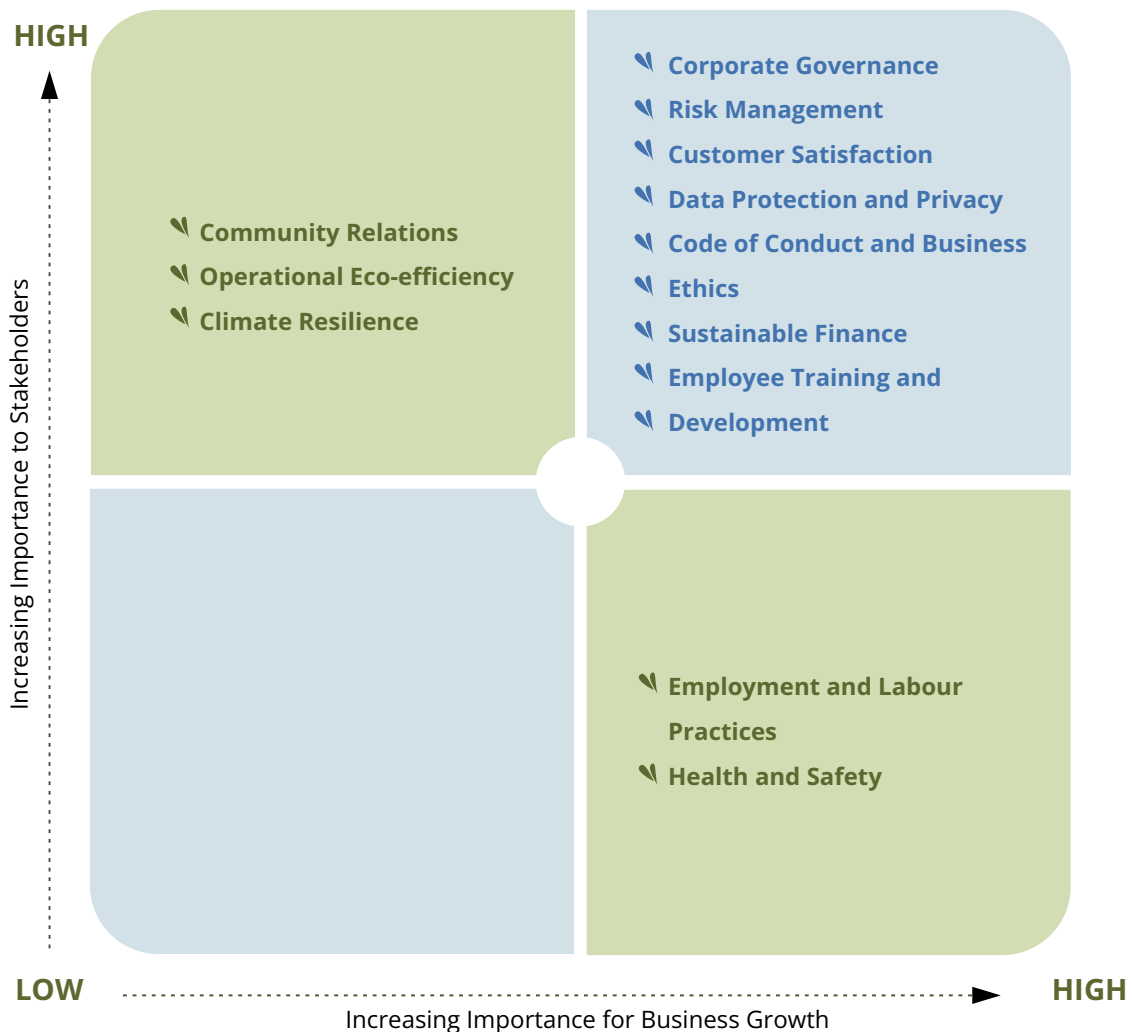 HIGH
Corporate Governance
Risk Management
Customer Satisfaction
Data Protection and Privacy
Code of Conduct and Business
Ethics
Sustainable Finance
Employee Training and
Development
Community Relations
Operational Eco-efficiency
Climate Resilience
Increasing Importance to Stakeholders
Employment and Labour
Practices
Health and Safety
LOW
HIGH
Increasing Importance for Business Growth